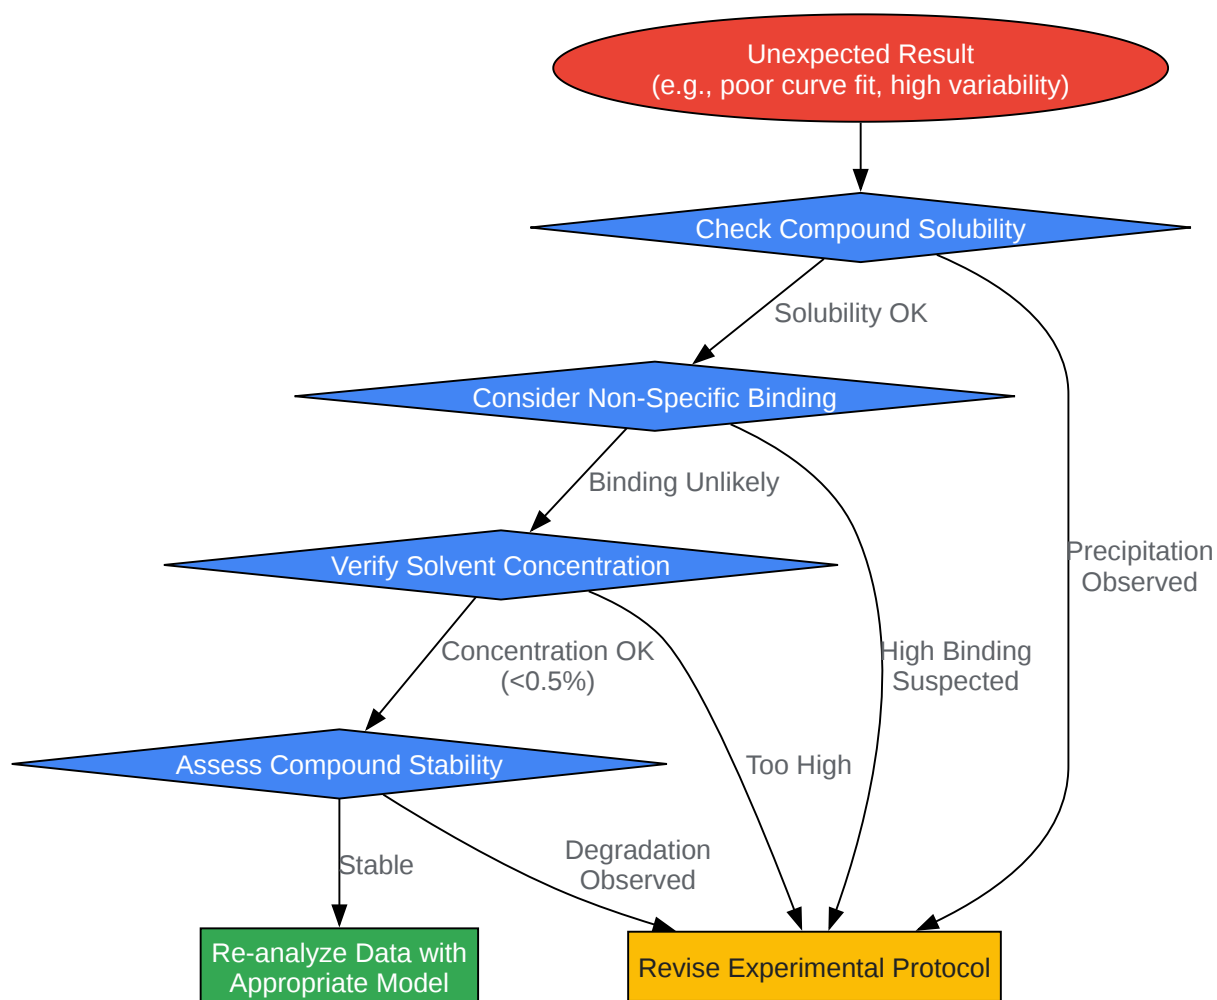 Unexpected Result
(e.g., poor curve fit, high variability)
Check Compound Solubility
Solubility OK
Consider Non-Specific Binding
Binding Unlikely
Precipitation
Observed
Verify Solvent Concentration
Concentration OK
(<0.5%)
High Binding
Suspected
Assess Compound Stability
Too High
Stable
Degradation
Observed
Re-analyze Data with
Appropriate Model
Revise Experimental Protocol